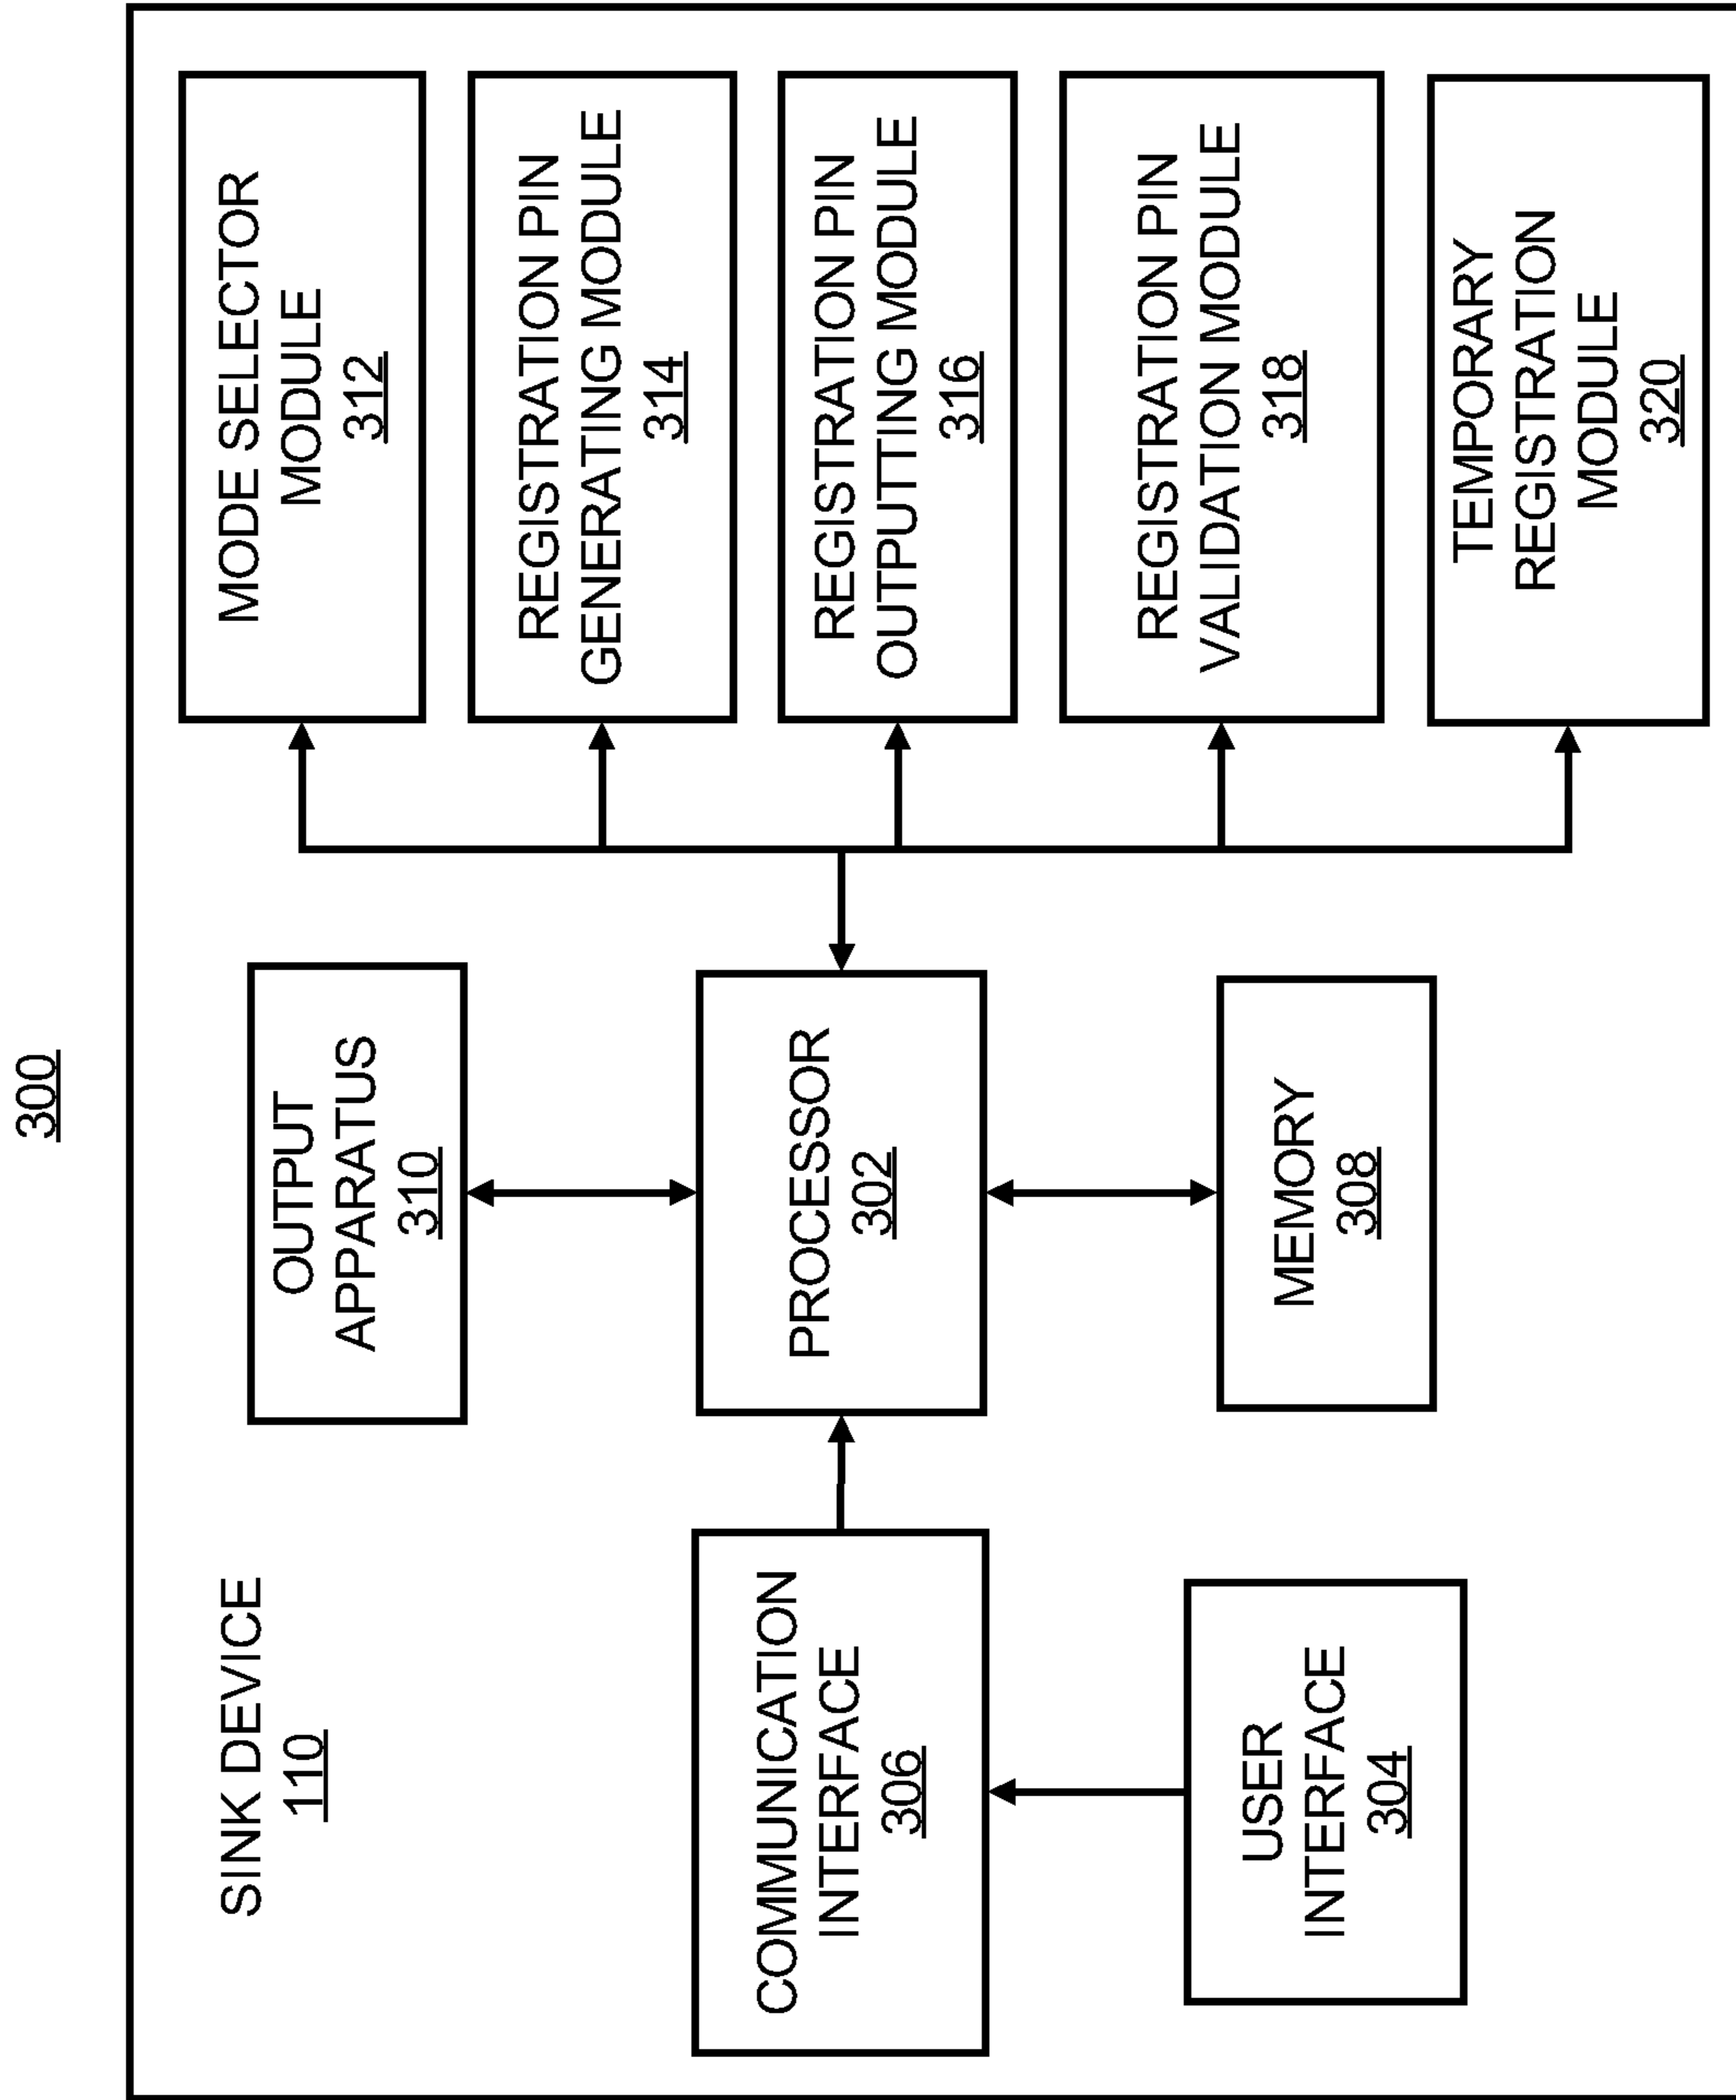 300
SINK DEVICE
110
COMMUNICATION
INTERFACE
306
USER
INTERFACE
304
OUTPUT
APPARATUS
310
PROCESSOR
302
MEMORY
308
MODE SELECTOR
MODULE
312
REGISTRATION PIN
GENERATING MODULE
314
REGISTRATION PIN
OUTPUTTING MODULE
316
REGISTRATION PIN
VALIDATION MODULE
318
TEMPORARY
REGISTRATION
MODULE
320